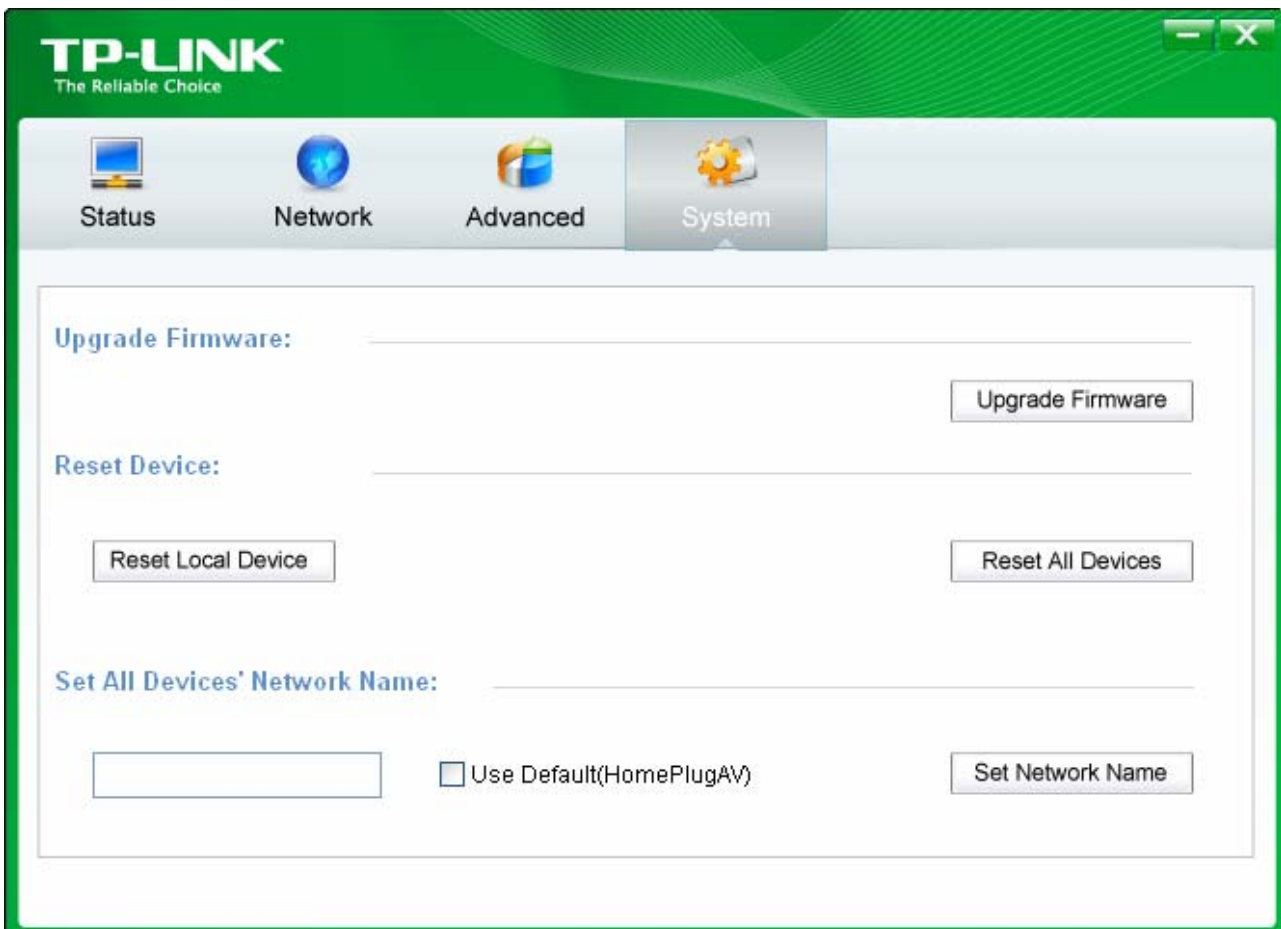 TP-LINK
The Reliable Choice
Status Network Advanced System
Upgrade Firmware:
Upgrade Firmware
Reset Device:
Reset Local Device Reset All Devices
Set All Devices' Network Name:
Use Default(HomePlugAV) Set Network Name